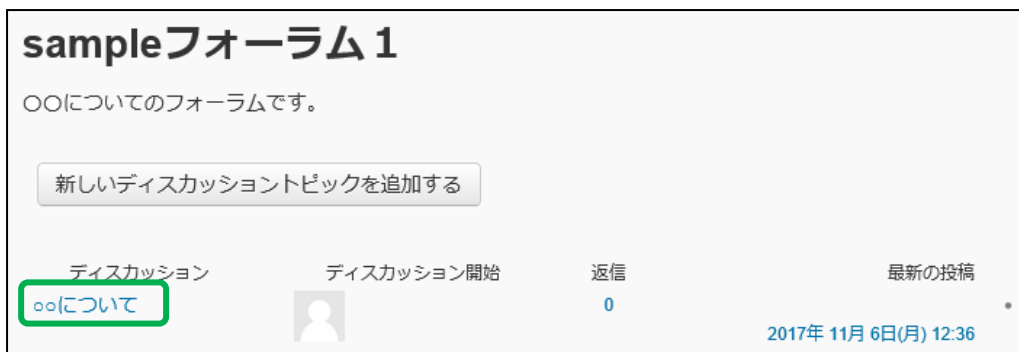 sampleフォーラム１
〇〇についてのフォーラムです。
新しいディスカッショントピックを追加する
ディスカッション ディスカッション開始 返信 最新の投稿
○○について 0
2017年 11月 6日(月) 12:36